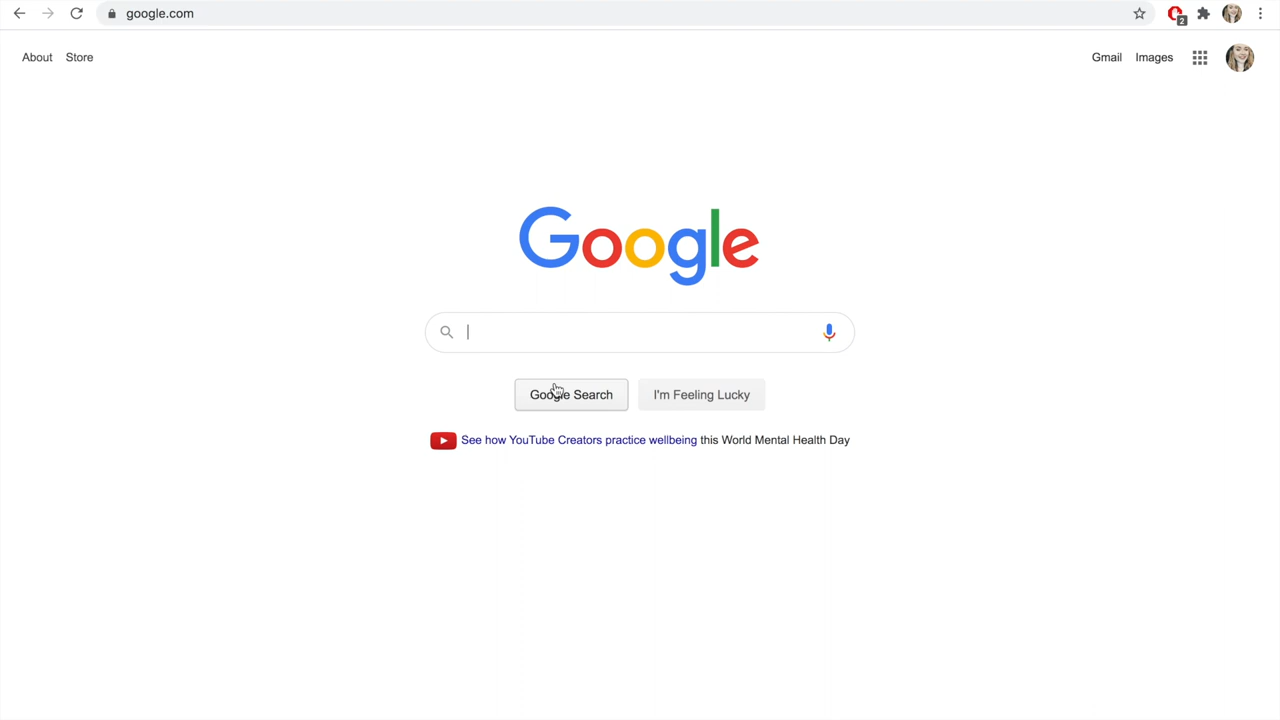 google.com
2
About Store
Gmail Images
Google
Google Search
I'm Feeling Lucky
See how YouTube Creators practice wellbeing this World Mental Health Day